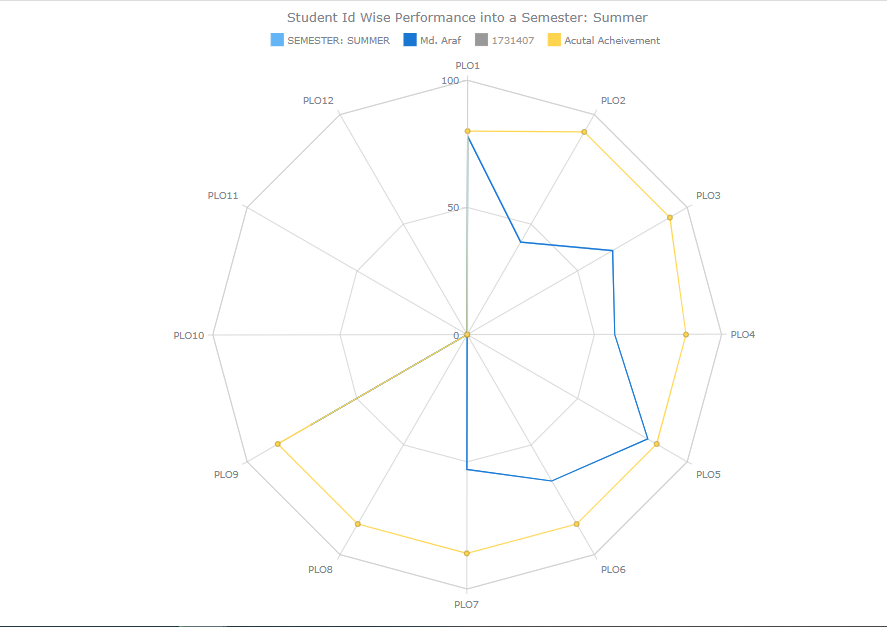 Student Id Wise Performance into a Semester: Summer
SEMESTER: SUMMER Md. Araf 1731407 Acutal Acheivement
PLO1
100
PLO12 PLO2
PLO11 PLO3
50
PLO10 0 PLO4
PLO9 PLO5
PLO8 PLO6
PLO7